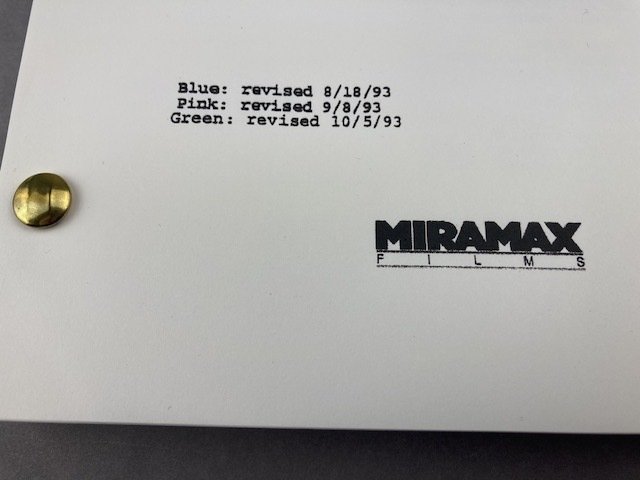 Blue: revised 8/18/93
Pink: revised 9/8/93
Green: revised 10/5/93
MIRAMAX
FILMS